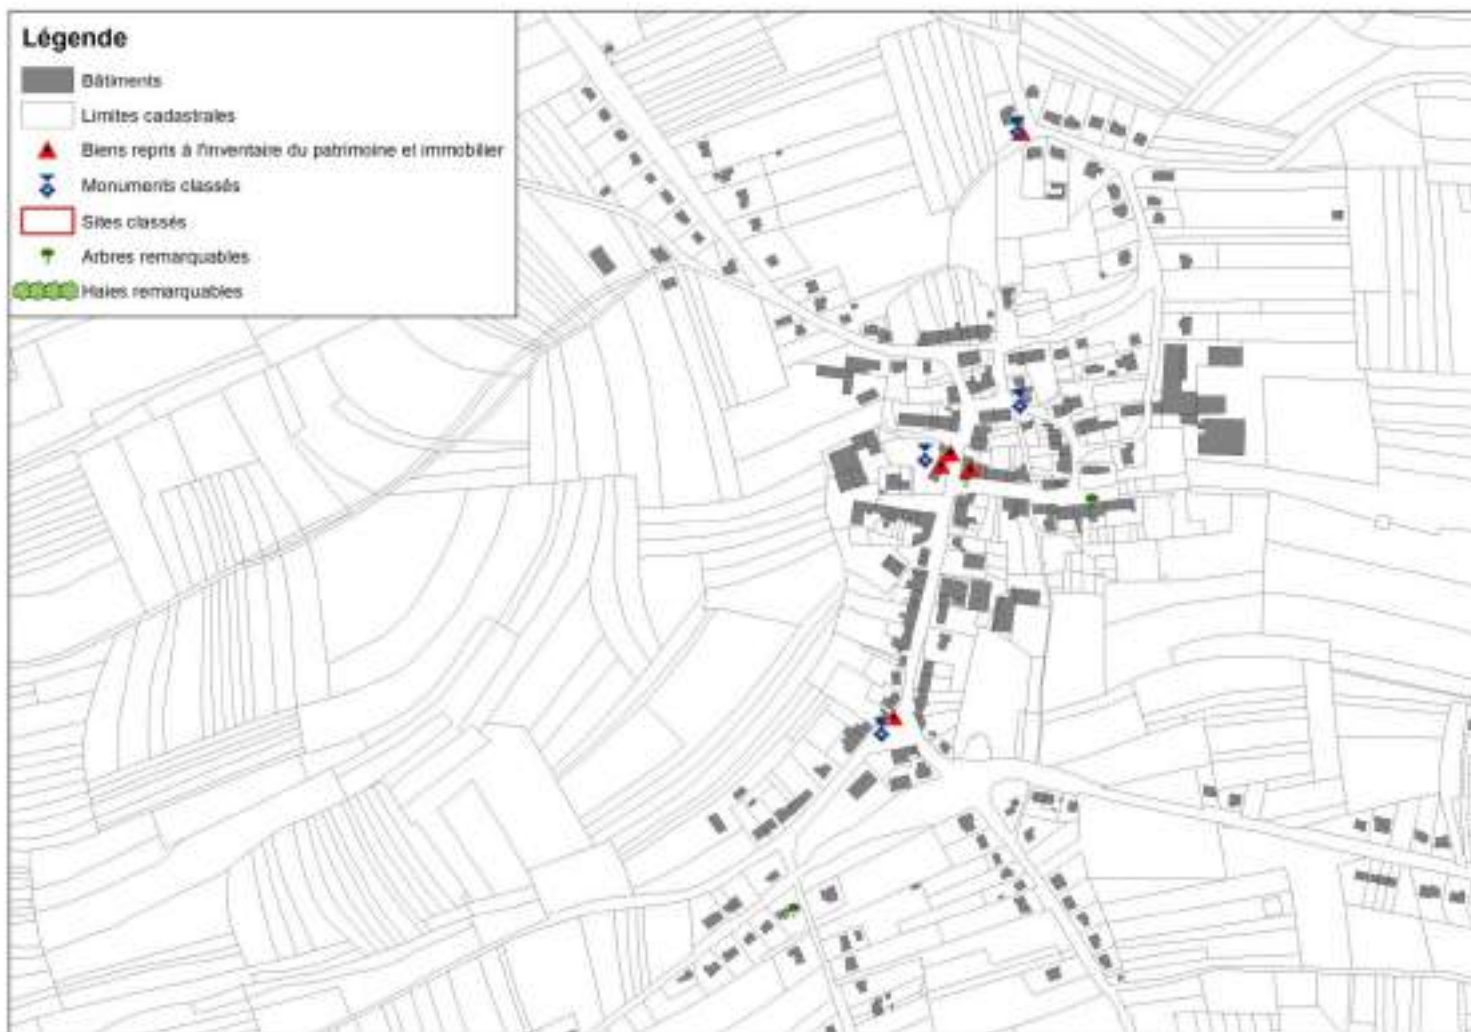 Légende
Bâtiments
Limites cadastrales
Biens repris à l'inventaire du patrimoine et immobilier
Monuments classés
Sites classés
Arbres remarquables
Haies remarquables